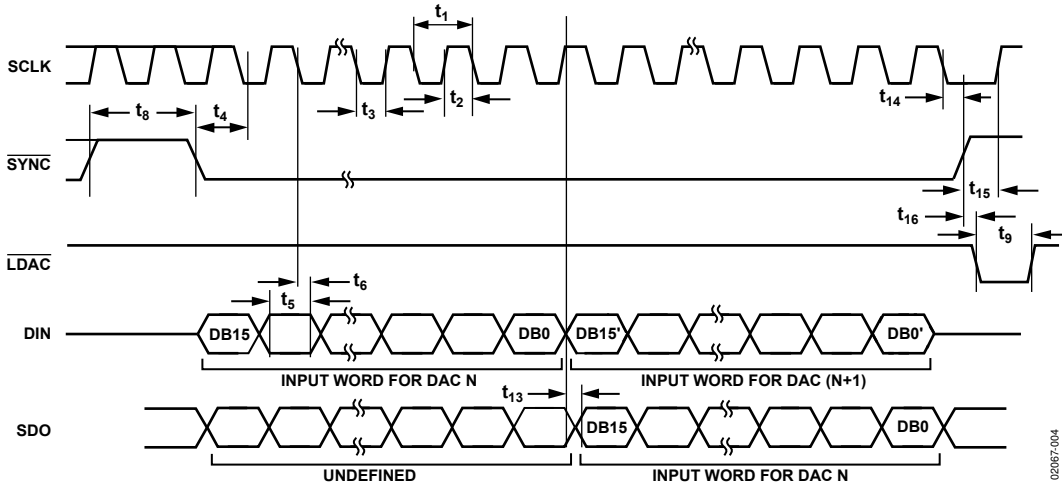 t1
SCLK
t8
t4
t3
t2
t14
SYNC
t15
t16
t9
LDAC
t6
t5
DIN
DB15
DB0
DB15'
DB0'
INPUT WORD FOR DAC N
INPUT WORD FOR DAC (N+1)
t13
SDO
DB15
DB0
UNDEFINED
INPUT WORD FOR DAC N
02067-004